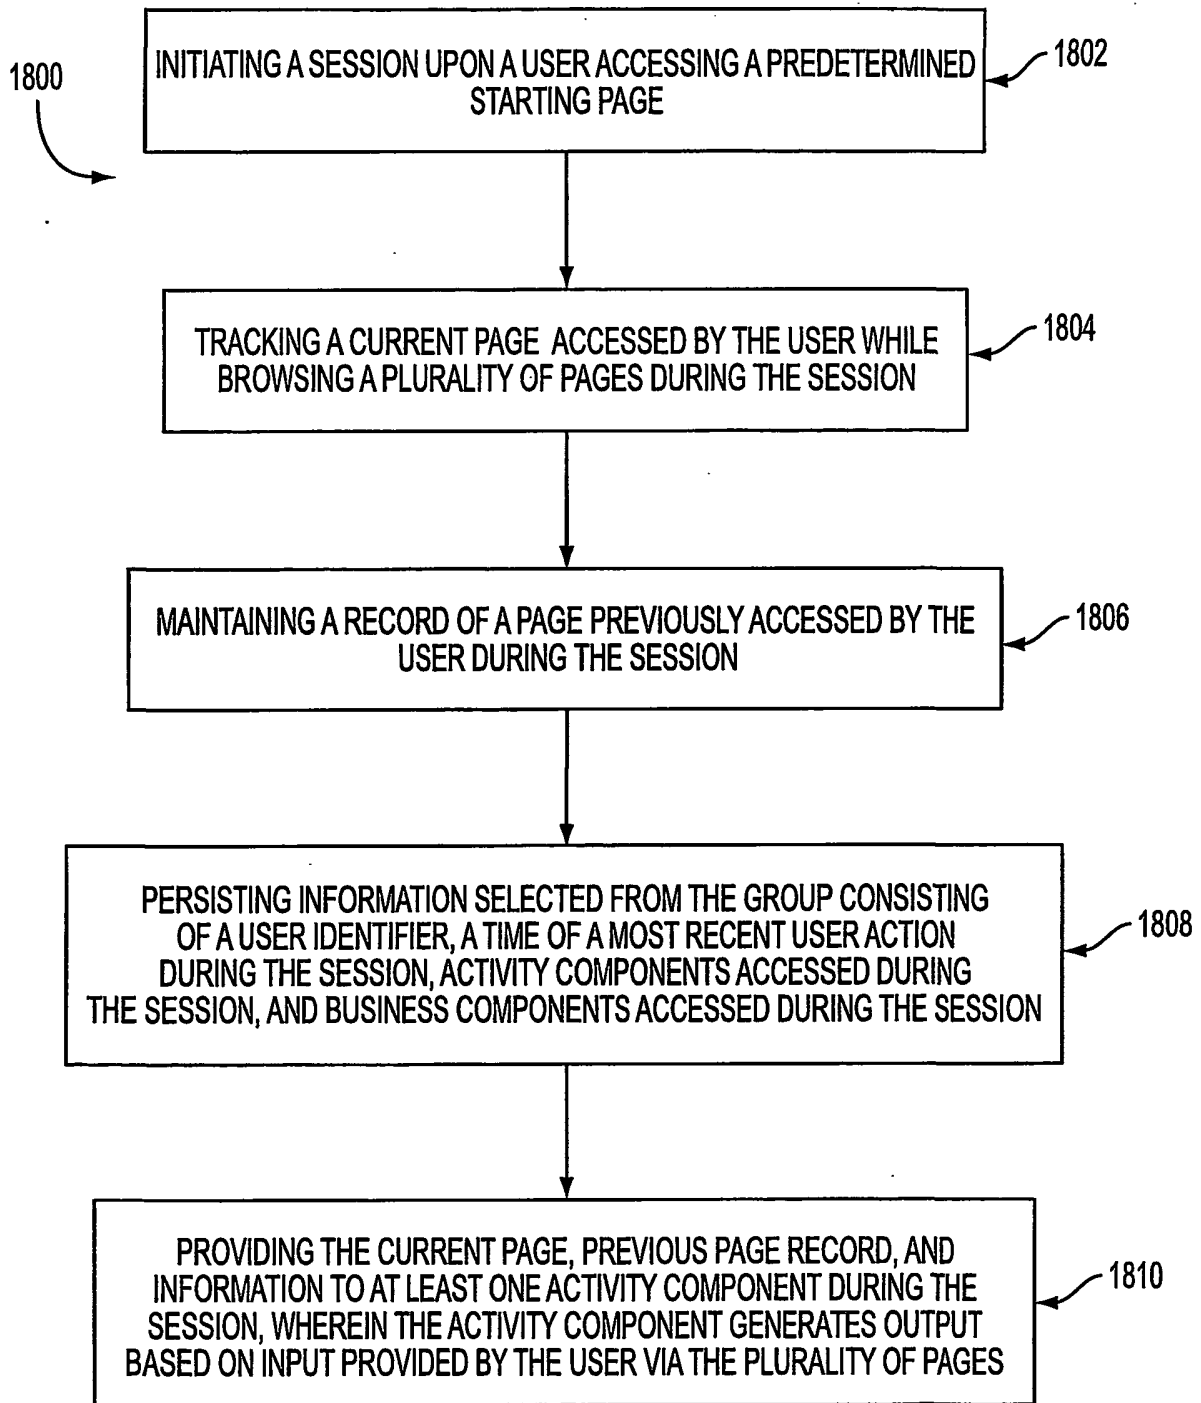 1800
INITIATING A SESSION UPON A USER ACCESSING A PREDETERMINED
STARTING PAGE
1802
TRACKING A CURRENT PAGE ACCESSED BY THE USER WHILE
BROWSING A PLURALITY OF PAGES DURING THE SESSION
1804
MAINTAINING A RECORD OF A PAGE PREVIOUSLY ACCESSED BY THE
USER DURING THE SESSION
1806
PERSISTING INFORMATION SELECTED FROM THE GROUP CONSISTING
OF A USER IDENTIFIER, A TIME OF A MOST RECENT USER ACTION
DURING THE SESSION, ACTIVITY COMPONENTS ACCESSED DURING
THE SESSION, AND BUSINESS COMPONENTS ACCESSED DURING THE SESSION
1808
PROVIDING THE CURRENT PAGE, PREVIOUS PAGE RECORD, AND
INFORMATION TO AT LEAST ONE ACTIVITY COMPONENT DURING THE
SESSION, WHEREIN THE ACTIVITY COMPONENT GENERATES OUTPUT
BASED ON INPUT PROVIDED BY THE USER VIA THE PLURALITY OF PAGES
1810